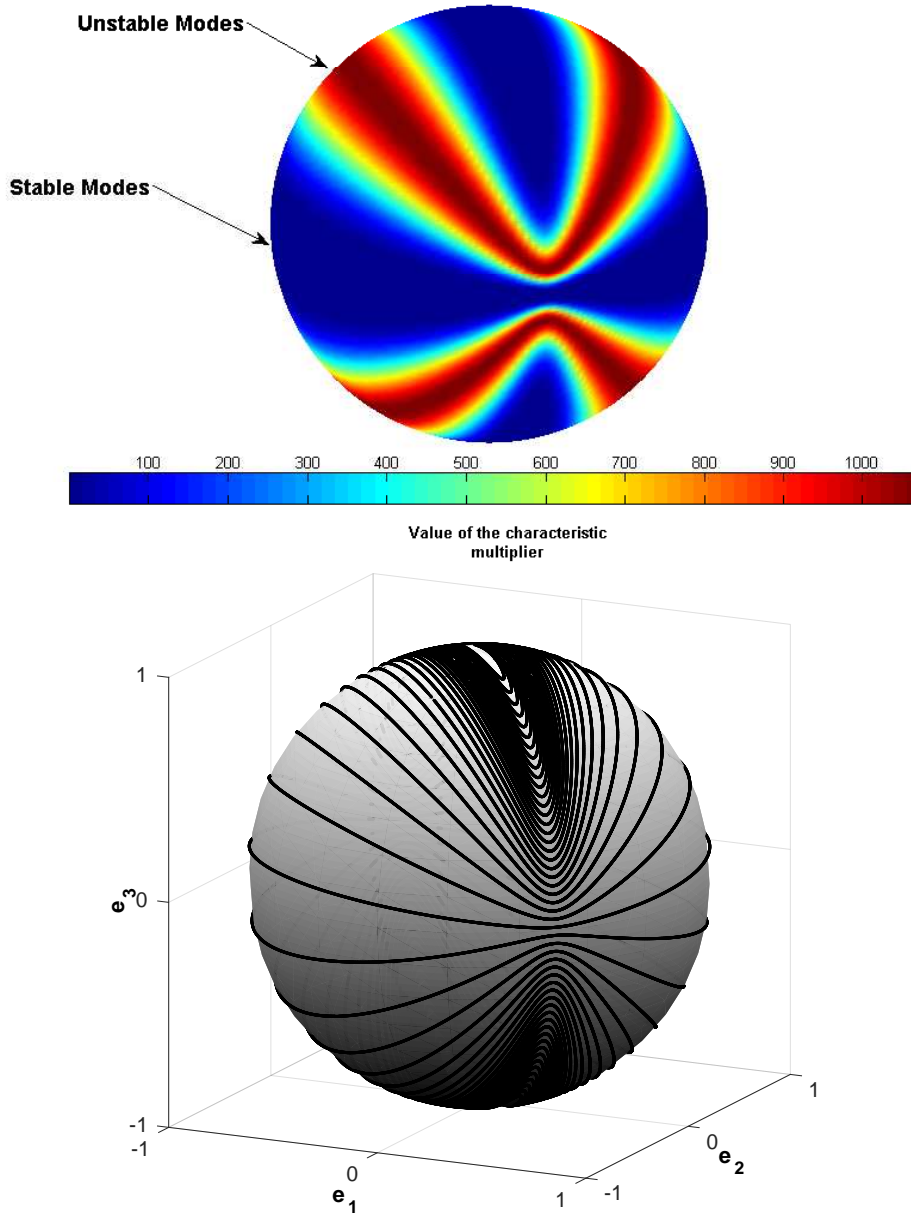 Unstable Modes
Stable Modes
100 200 300 400 500 600 700 800 900 1000
Value of the characteristic
multiplier
1
e3
0
-1
-1
0
e1
1
-1
0
e2
1